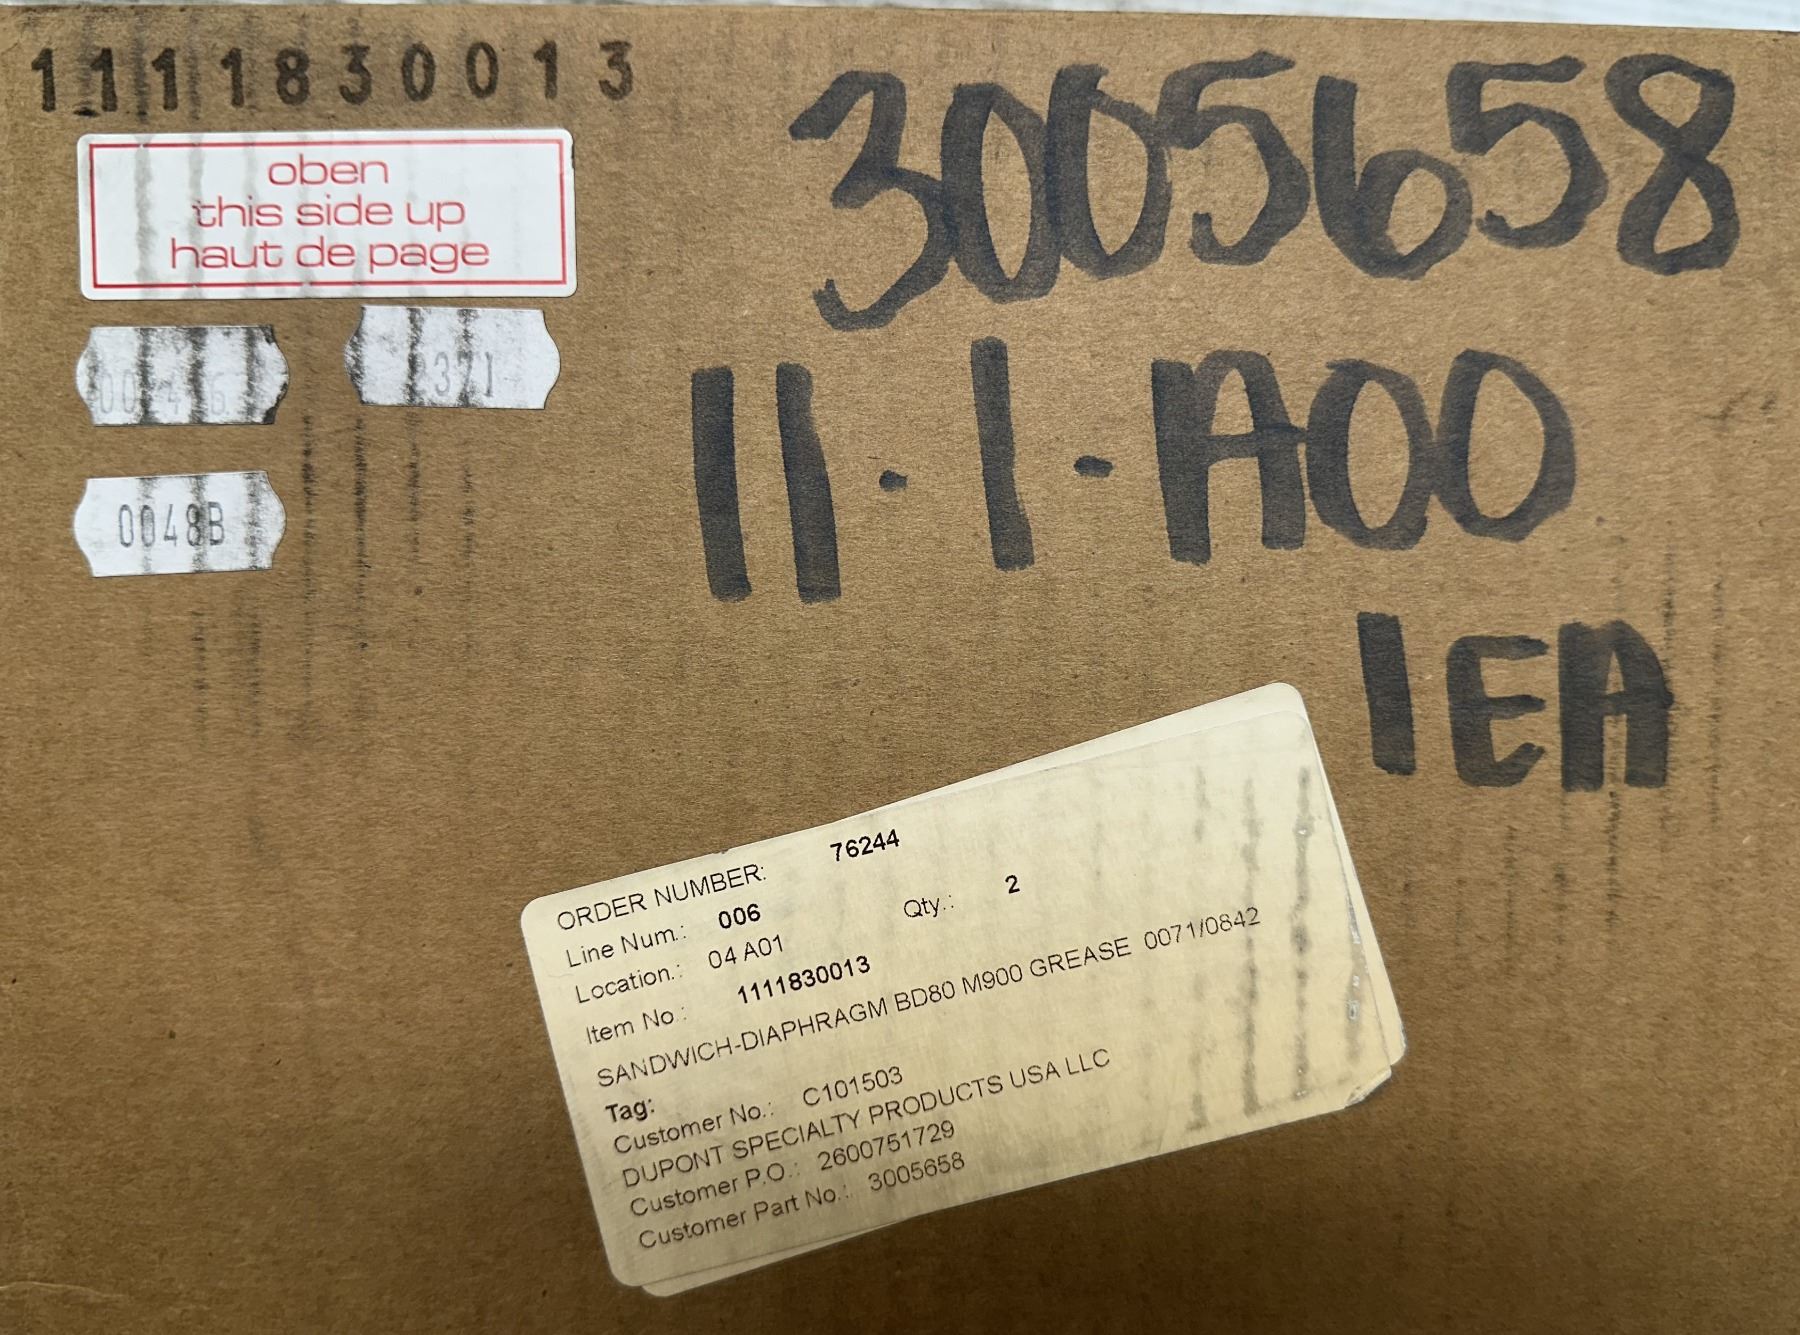 1111830013
3005658
oben
this side up
haut de page
11-1-A00
2371
0048B
1EA
ORDER NUMBER: 76244
Line Num.: 006 Qty.: 2
Location.: 04 A01
Item No.: 1111830013
SANDWICH-DIAPHRAGM BD80 M900 GREASE 0071/0842
Tag:
Customer No.: C101503
DUPONT SPECIALTY PRODUCTS USA LLC
Customer P.O.: 2600751729
Customer Part No.: 3005658